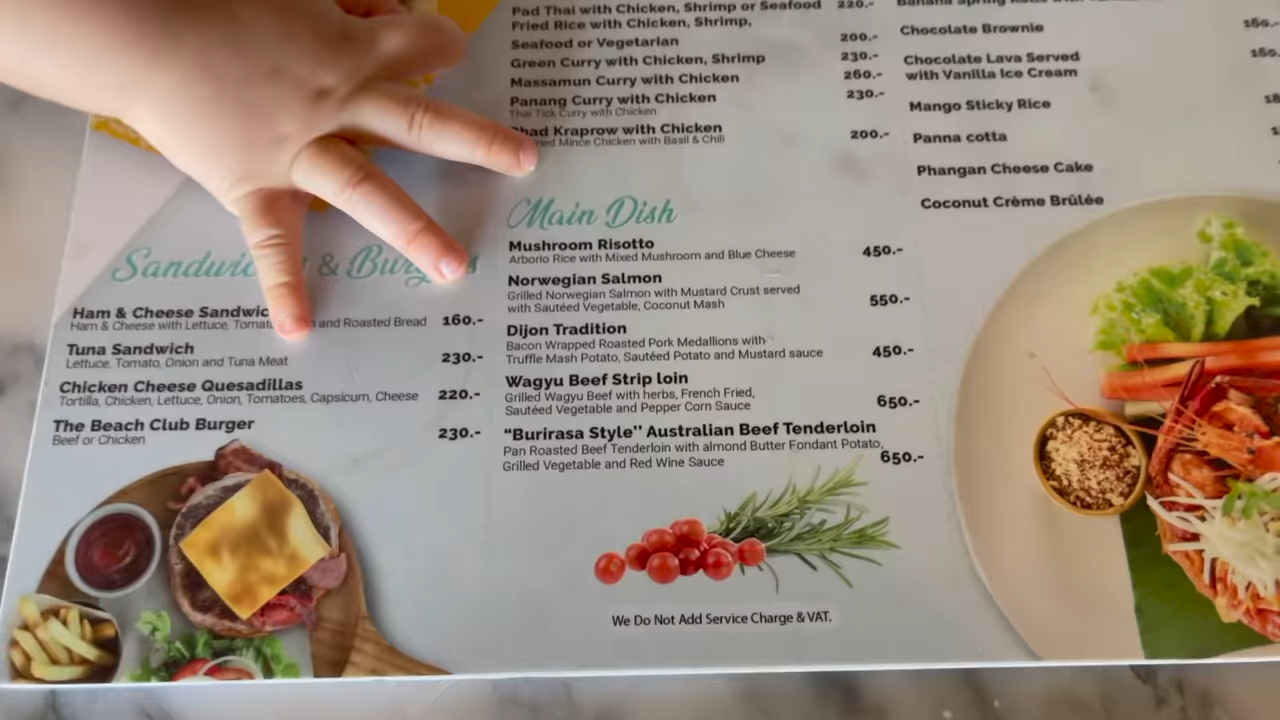 Sandwic & Bur s
Ham & Cheese Sandwic
Ham & Cheese with Lettuce, Tomat and Roasted Bread 160.-
Tuna Sandwich
Lettuce, Tomato, Onion and Tuna Meat 230.-
Chicken Cheese Quesadillas
Tortilla, Chicken, Lettuce, Onion, Tomatoes, Capsicum, Cheese 220.-
The Beach Club Burger
Beef or Chicken 230.-
Pad Thai with Chicken, Shrimp or Seafood 220.-
Fried Rice with Chicken, Shrimp,
Seafood or Vegetarian 200.-
Green Curry with Chicken, Shrimp 230.-
Massamun Curry with Chicken 260.-
Panang Curry with Chicken 230.-
Thai Tick Curry with Chicken
Phad Kraprow with Chicken 200.-
Mince Chicken with Basil & Chili
Main Dish
Mushroom Risotto
Arborio Rice with Mixed Mushroom and Blue Cheese 450.-
Norwegian Salmon
Grilled Norwegian Salmon with Mustard Crust served 550.-
with Sautéed Vegetable, Coconut Mash
Dijon Tradition
Bacon Wrapped Roasted Pork Medallions with
Truffle Mash Potato, Sautéed Potato and Mustard sauce 450.-
Wagyu Beef Strip loin
Grilled Wagyu Beef with herbs, French Fried, 650.-
Sautéed Vegetable and Pepper Corn Sauce
“Burirasa Style’’ Australian Beef Tenderloin
Pan Roasted Beef Tenderloin with almond Butter Fondant Potato,
Grilled Vegetable and Red Wine Sauce 650.-
We Do Not Add Service Charge & VAT.
Chocolate Brownie
Chocolate Lava Served
with Vanilla Ice Cream
Mango Sticky Rice
Panna cotta
Phangan Cheese Cake
Coconut Crème Brûlée